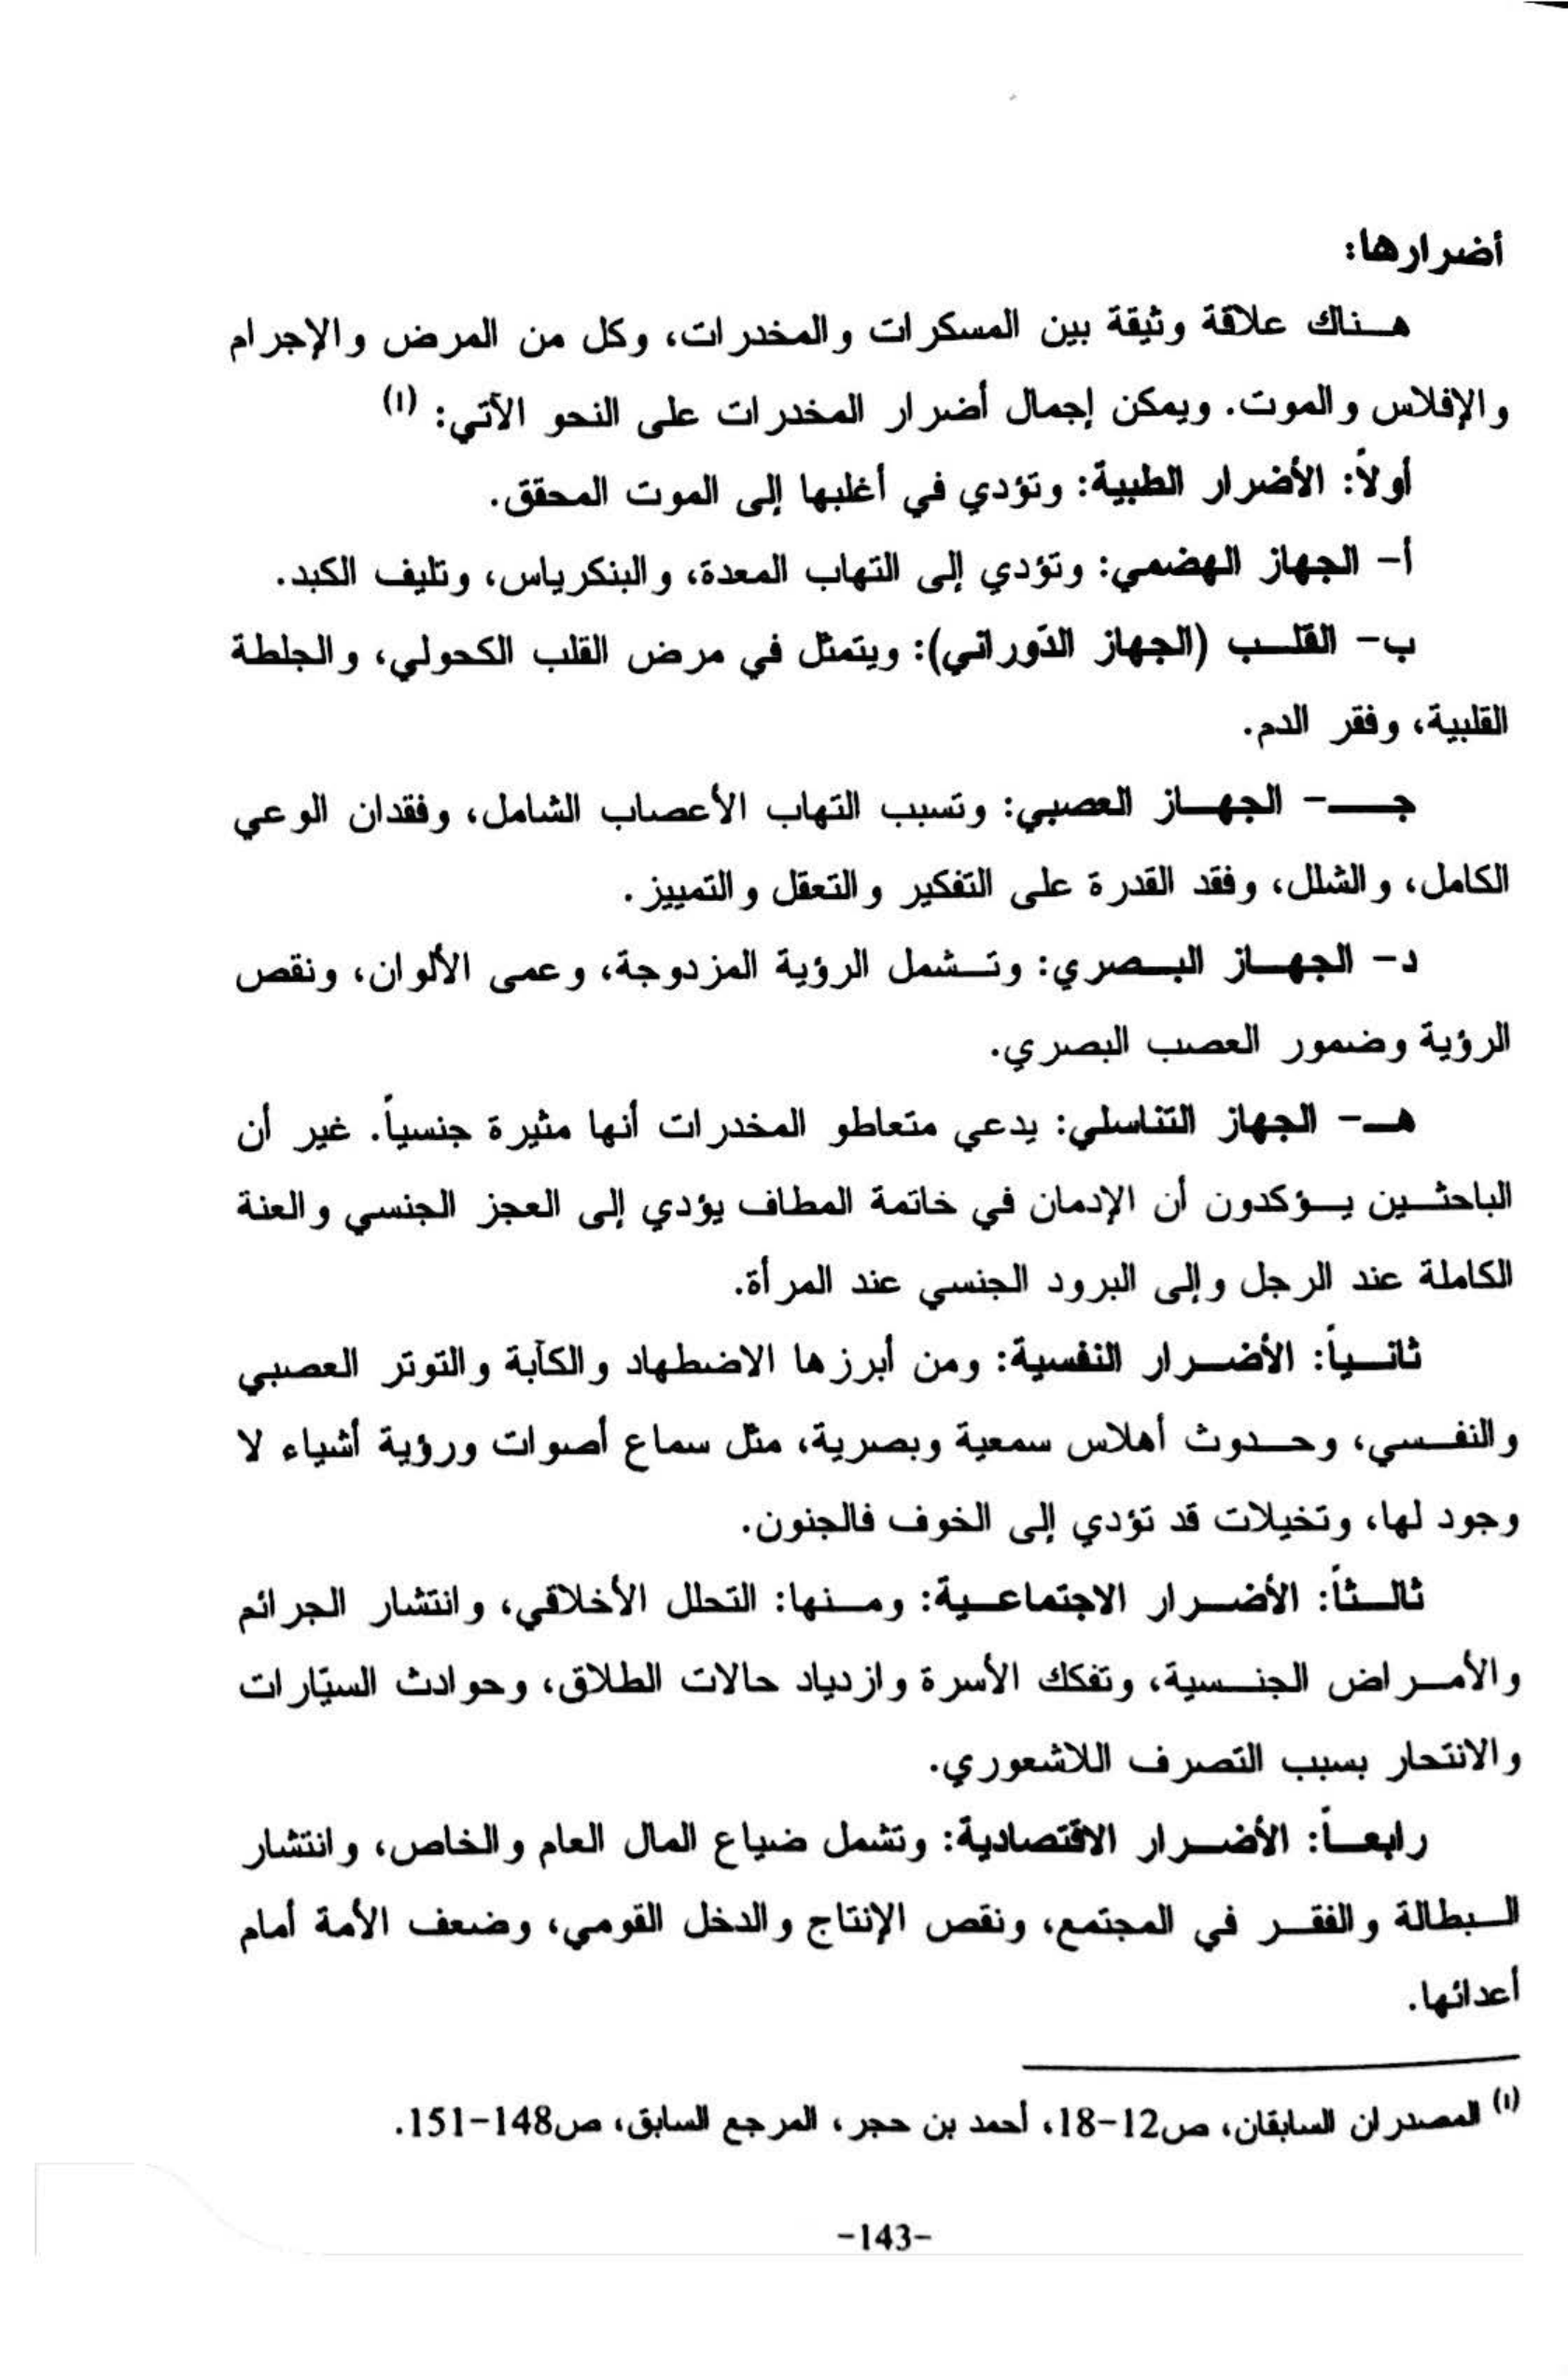 أضرارها:
هناك علاقة وثيقة بين المسكرات والمخدرات، وكل من المرض والإجرام
والإفلاس والموت. ويمكن إجمال أضرار المخدرات على النحو الآتي: (١)
أولاً: الأضرار الطبية: وتؤدي في أغلبها إلى الموت المحقق.
أ- الجهاز الهضمي: وتؤدي إلى التهاب المعدة، والبنكرياس، وتليف الكبد.
ب- القلب (الجهاز الدّوراني): ويتمثل في مرض القلب الكحولي، والجلطة
القلبية، وفقر الدم.
جـ- الجهاز العصبي: وتسبب التهاب الأعصاب الشامل، وفقدان الوعي
الكامل، والشلل، وفقد القدرة على التفكير والتعقل والتمييز.
د- الجهاز البصري: وتشمل الرؤية المزدوجة، وعمى الألوان، ونقص
الرؤية وضمور العصب البصري.
هـ- الجهاز التناسلي: يدعي متعاطو المخدرات أنها مثيرة جنسياً. غير أن
الباحثين يؤكدون أن الإدمان في خاتمة المطاف يؤدي إلى العجز الجنسي والعنة
الكاملة عند الرجل وإلى البرود الجنسي عند المرأة.
ثانياً: الأضرار النفسية: ومن أبرزها الاضطهاد والكآبة والتوتر العصبي
والنفسي، وحدوث أهلاس سمعية وبصرية، مثل سماع أصوات ورؤية أشياء لا
وجود لها، وتخيلات قد تؤدي إلى الخوف فالجنون.
ثالثاً: الأضرار الاجتماعية: ومنها: التحلل الأخلاقي، وانتشار الجرائم
والأمراض الجنسية، وتفكك الأسرة وازدياد حالات الطلاق، وحوادث السيّارات
والانتحار بسبب التصرف اللاشعوري.
رابعاً: الأضرار الاقتصادية: وتشمل ضياع المال العام والخاص، وانتشار
البطالة والفقر في المجتمع، ونقص الإنتاج والدخل القومي، وضعف الأمة أمام
أعدائها.
(١) المصدران السابقان، ص12-18، أحمد بن حجر، المرجع السابق، ص148-151.
-143-